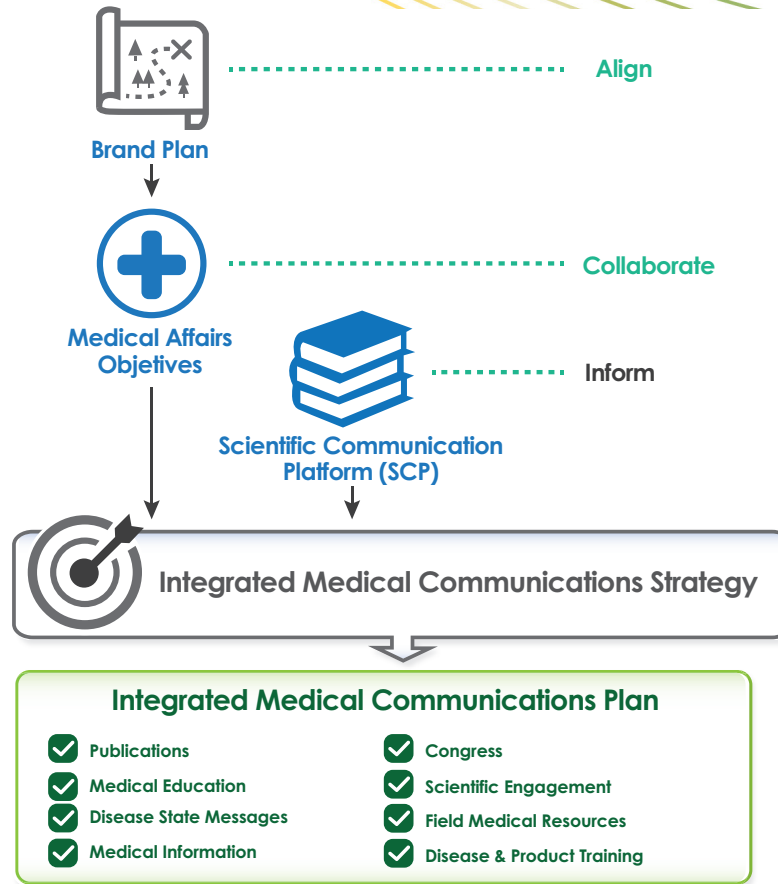 Align
Brand Plan
Collaborate
Medical Affairs
Objetives
Inform
Scientific Communication
Platform (SCP)
Integrated Medical Communications Strategy
Integrated Medical Communications Plan
Publications
Medical Education
Disease State Messages
Medical Information
Congress
Scientific Engagement
Field Medical Resources
Disease & Product Training